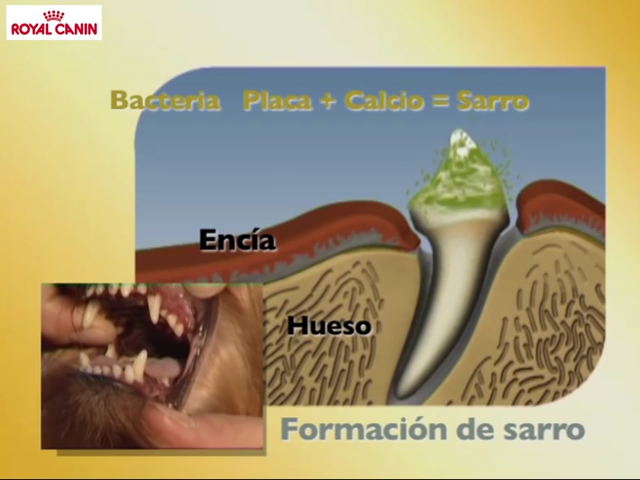 ROYAL CANIN
Bacteria Placa + Calcio = Sarro
Encía
Hueso
Formación de sarro